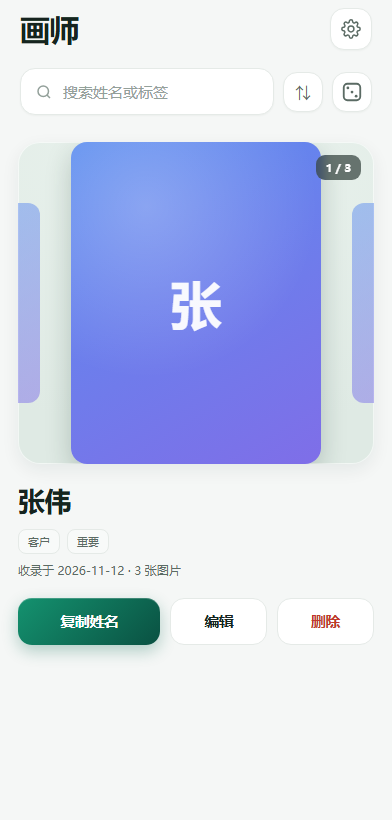 画师
搜索姓名或标签
1 / 3
张
张伟
客户 重要
收录于 2026-11-12 · 3 张图片
复制姓名 编辑 删除